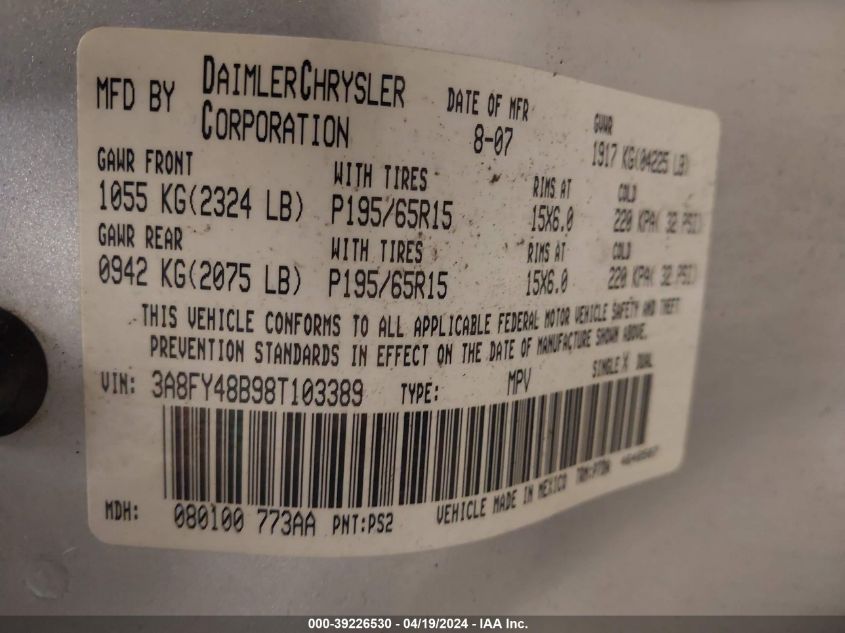 MFD BY DAIMLERCHRYSLER CORPORATION DATE OF MFR 8-07 GVWR 1917 KG(04225 LB)
GAWR FRONT WITH TIRES RIMS AT COLD
1055 KG(2324 LB) P195/65R15 15X6.0 220 KPA( 32 PSI)
GAWR REAR WITH TIRES RIMS AT COLD
0942 KG(2075 LB) P195/65R15 15X6.0 220 KPA( 32 PSI)
THIS VEHICLE CONFORMS TO ALL APPLICABLE FEDERAL MOTOR VEHICLE SAFETY AND THEFT
PREVENTION STANDARDS IN EFFECT ON THE DATE OF MANUFACTURE SHOWN ABOVE.
VIN: 3A8FY48B98T103389 TYPE: MPV SINGLE X DUAL
MDH: 080100 773AA PNT:PS2 VEHICLE MADE IN MEXICO
000-39226530 - 04/19/2024 - IAA Inc.